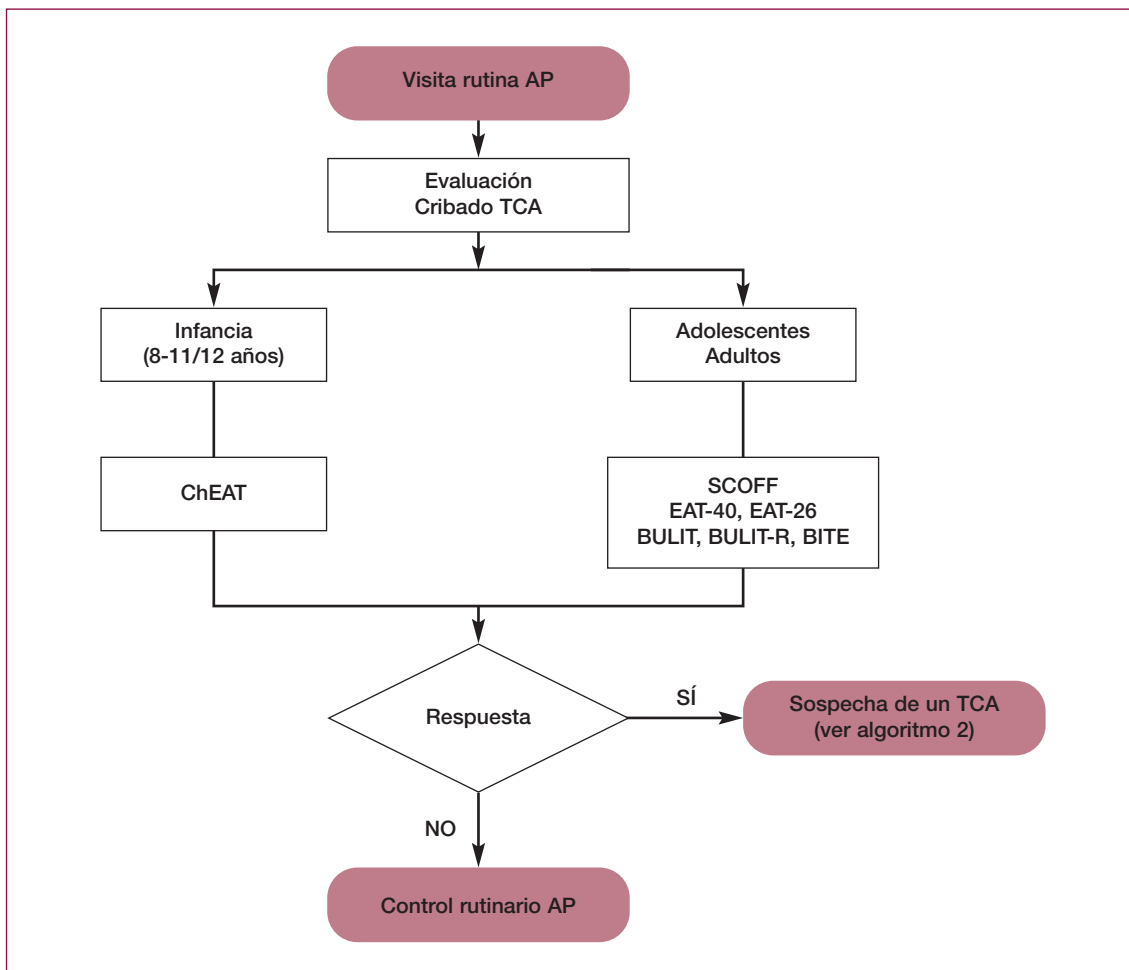 Visita rutina AP
Evaluación
Cribado TCA
Infancia
(8-11/12 años)
Adolescentes
Adultos
ChEAT
SCOFF
EAT-40, EAT-26
BULIT, BULIT-R, BITE
Respuesta
SÍ
Sospecha de un TCA
(ver algoritmo 2)
NO
Control rutinario AP